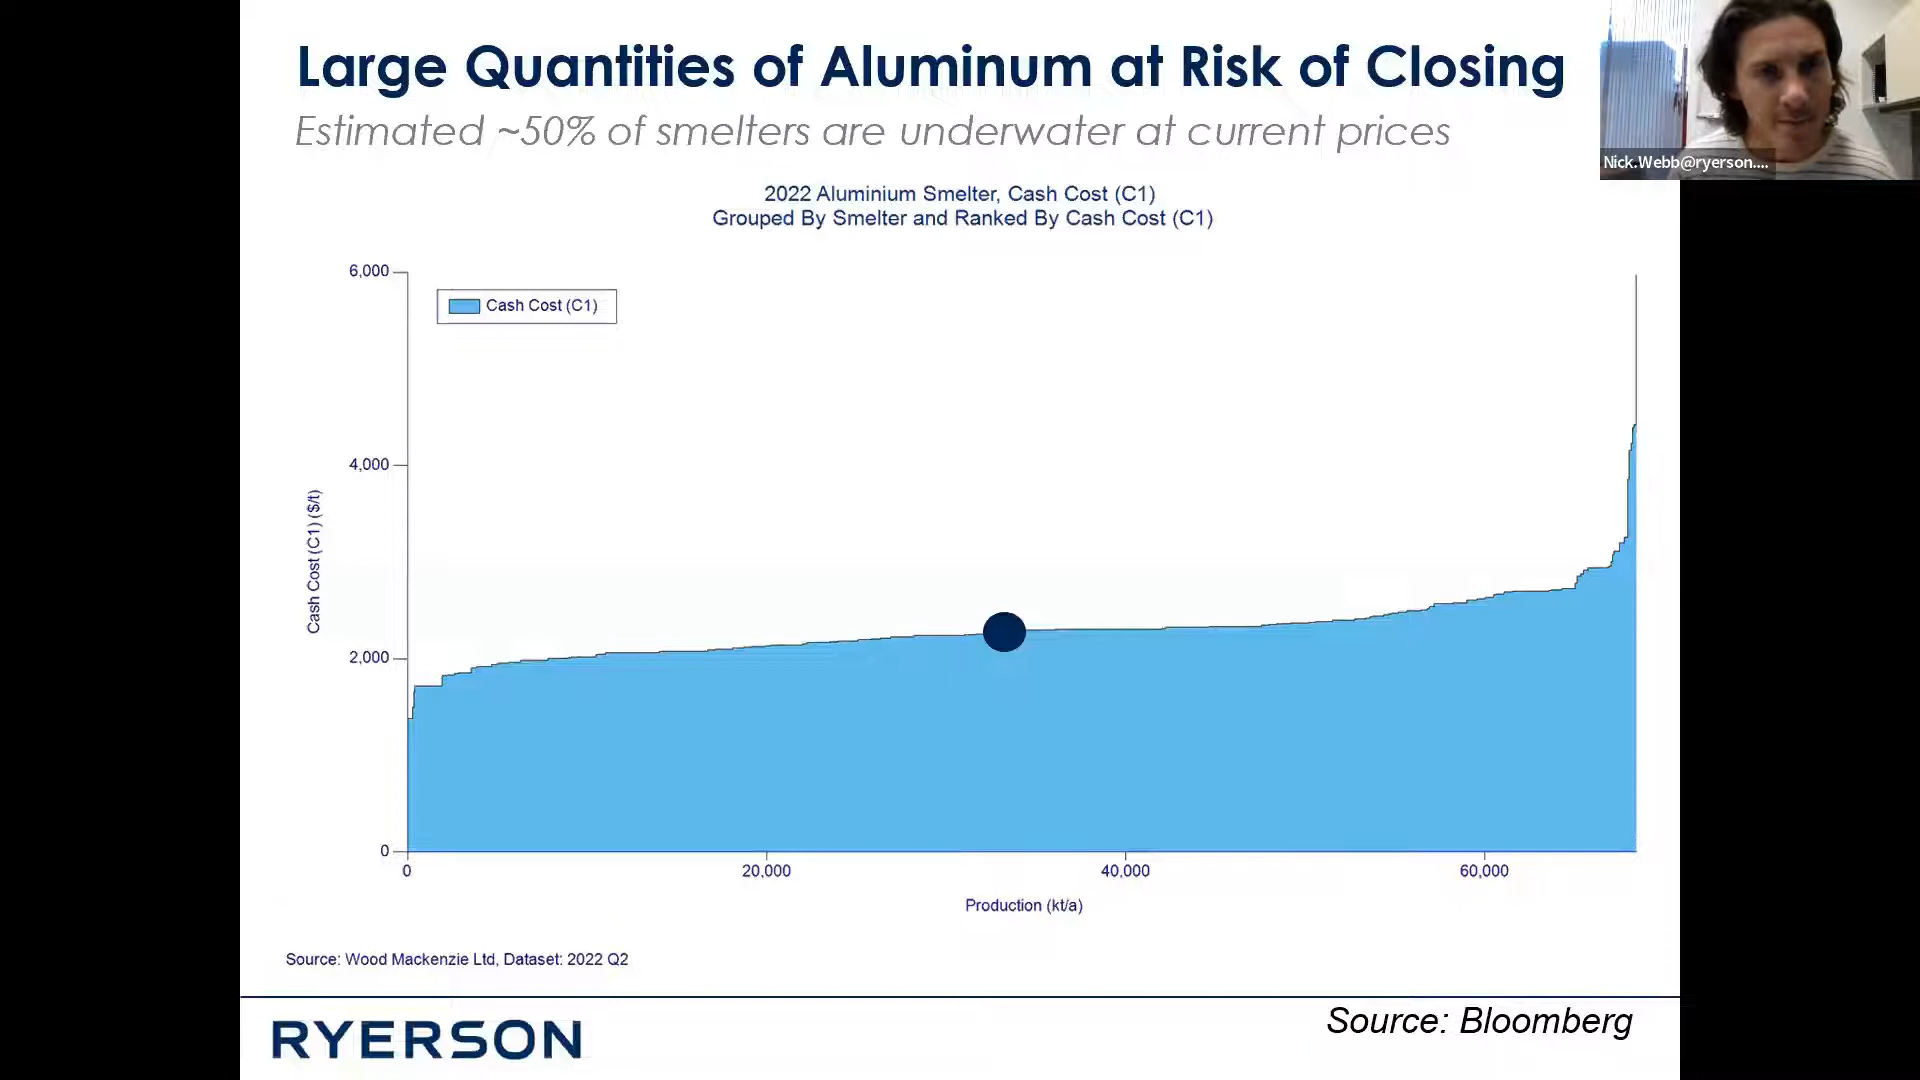 Large Quantities of Aluminum at Risk of Closing
Estimated ~50% of smelters are underwater at current prices
Nick.Webb@ryerson....
2022 Aluminium Smelter, Cash Cost (C1)
Grouped By Smelter and Ranked By Cash Cost (C1)
6,000
Cash Cost (C1)
4,000
Cash Cost (C1) ($/t)
2,000
0
0 20,000 40,000 60,000
Production (kt/a)
Source: Wood Mackenzie Ltd, Dataset: 2022 Q2
Source: Bloomberg
RYERSON